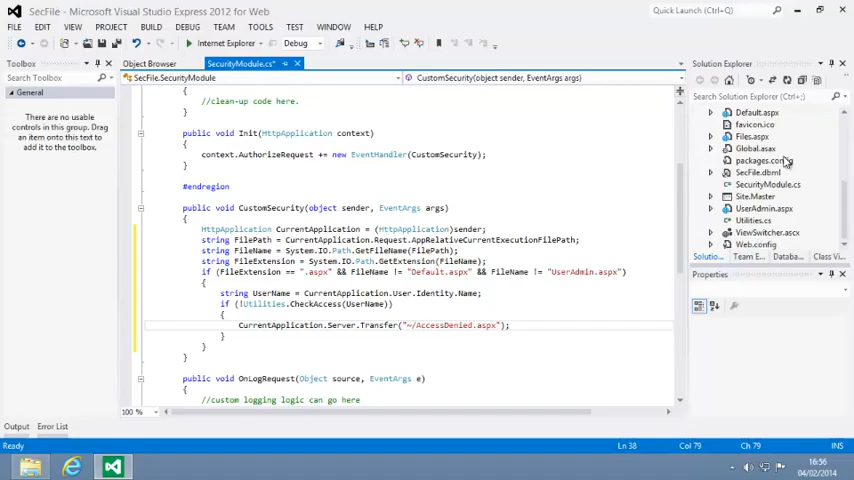 SecFile - Microsoft Visual Studio Express 2012 for Web
Quick Launch (Ctrl+Q)
FILE EDIT VIEW PROJECT BUILD DEBUG TEAM TOOLS TEST WINDOW HELP
Internet Explorer
Debug
Toolbox
Object Browser
SecurityModule.cs*
Solution Explorer
Search Toolbox
SecFile.SecurityModule
CustomSecurity(object sender, EventArgs args)
General
There are no usable
controls in this group. Drag
an item onto this text to
add it to the toolbox.
{
//clean-up code here.
}
public void Init(HttpApplication context)
{
context.AuthorizeRequest += new EventHandler(CustomSecurity);
}
#endregion
public void CustomSecurity(object sender, EventArgs args)
{
HttpApplication CurrentApplication = (HttpApplication)sender;
string FilePath = CurrentApplication.Request.AppRelativeCurrentExecutionFilePath;
string FileName = System.IO.Path.GetFileName(FilePath);
string FileExtension = System.IO.Path.GetExtension(FileName);
if (FileExtension == ".aspx" && FileName != "Default.aspx" && FileName != "UserAdmin.aspx")
{
string UserName = CurrentApplication.User.Identity.Name;
if (!Utilities.CheckAccess(UserName))
{
CurrentApplication.Server.Transfer("~/AccessDenied.aspx");
}
}
}
public void OnLogRequest(Object source, EventArgs e)
{
//custom logging logic can go here
100 %
Search Solution Explorer (Ctrl+;)
Default.aspx
favicon.ico
Files.aspx
Global.asax
packages.config
SecFile.dbml
SecurityModule.cs
Site.Master
UserAdmin.aspx
Utilities.cs
ViewSwitcher.ascx
Web.config
Solutio... Team E... Databa... Class Vi...
Properties
Output Error List
Ready
Ln 38 Col 79 Ch 79 INS
16:56
04/02/2014